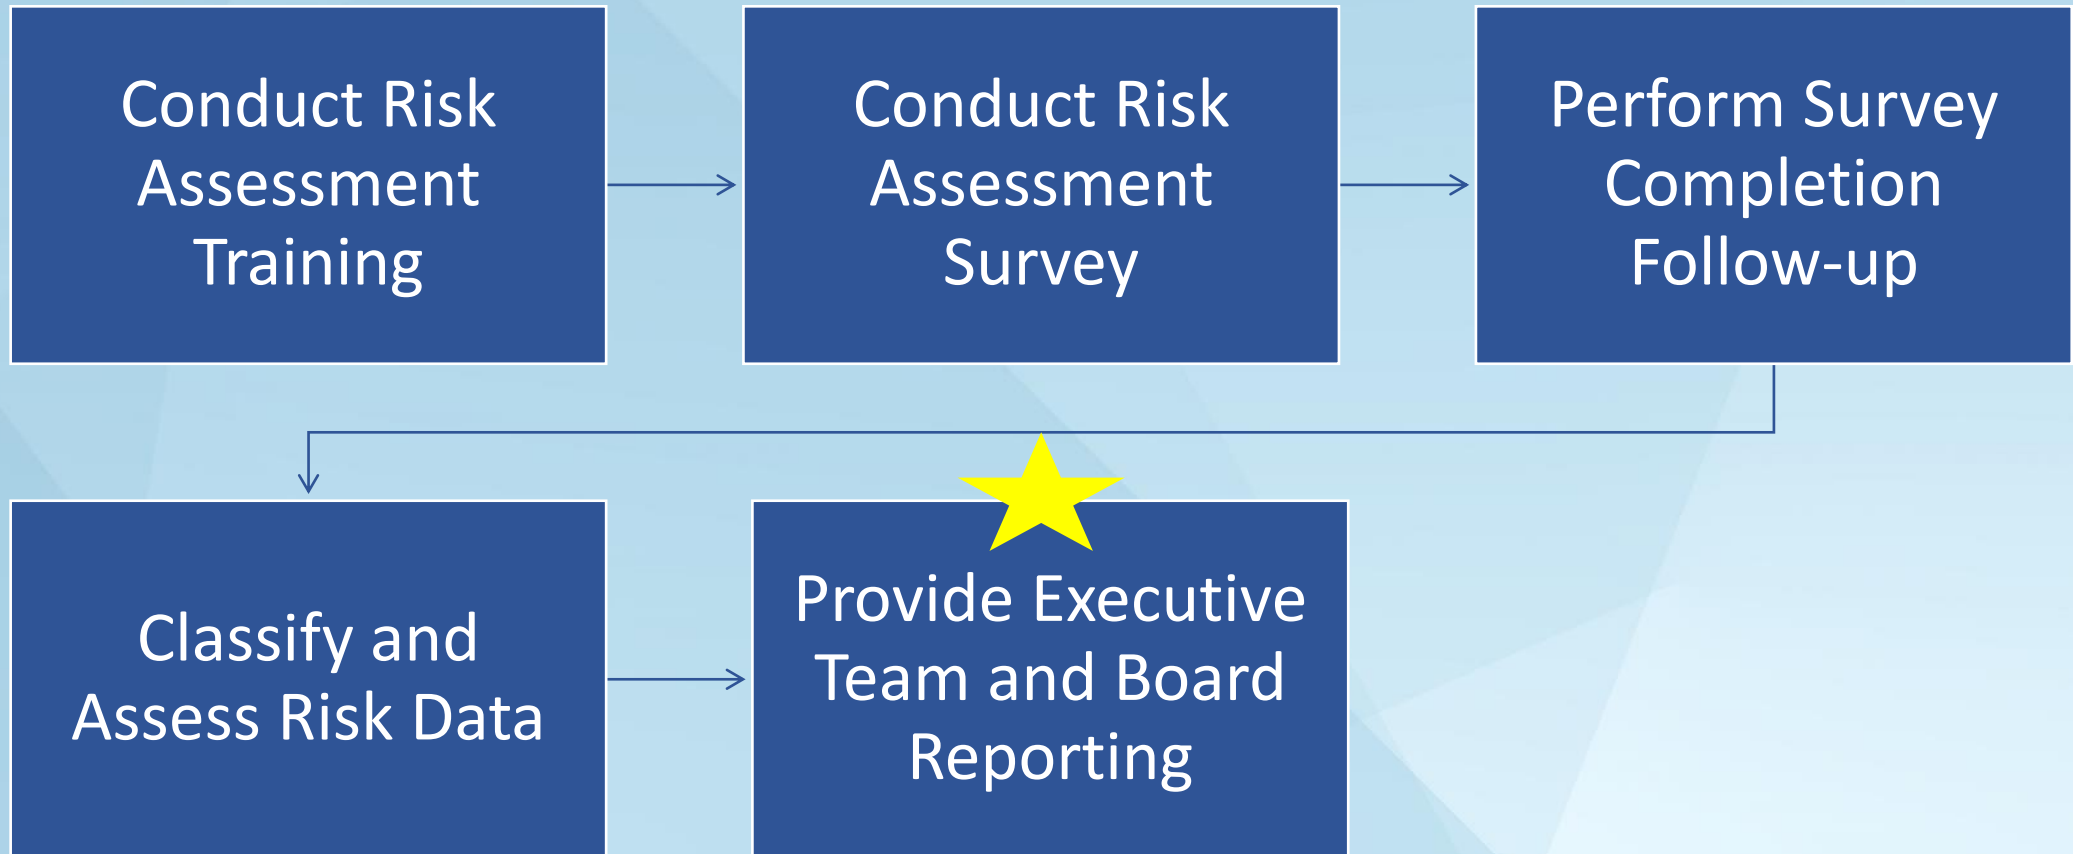 Conduct Risk
Assessment
Training
Conduct Risk
Assessment
Survey
Perform Survey
Completion
Follow-up
Classify and
Assess Risk Data
Provide Executive
Team and Board
Reporting